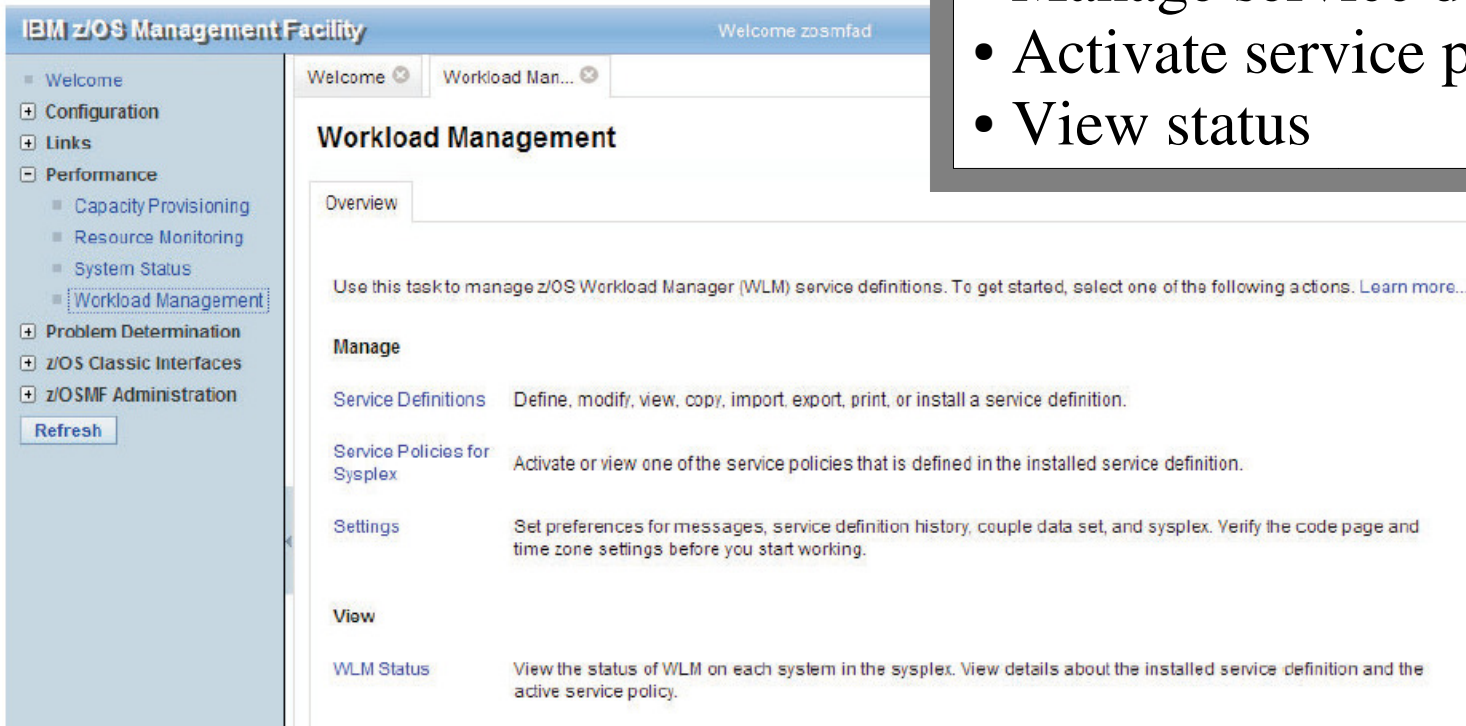 IBM z/OS Management Facility
Welcome zosmfad
Welcome
Configuration
Links
Performance
Capacity Provisioning
Resource Monitoring
System Status
Workload Management
Problem Determination
z/OS Classic Interfaces
z/OSMF Administration
Refresh
Welcome
Workload Man...
• Activate service p
• View status
Workload Management
Overview
Use this task to manage z/OS Workload Manager (WLM) service definitions. To get started, select one of the following actions. Learn more...
Manage
Service Definitions Define, modify, view, copy, import, export, print, or install a service definition.
Service Policies for
Sysplex
Activate or view one of the service policies that is defined in the installed service definition.
Settings Set preferences for messages, service definition history, couple data set, and sysplex. Verify the code page and
time zone settings before you start working.
View
WLM Status View the status of WLM on each system in the sysplex. View details about the installed service definition and the
active service policy.